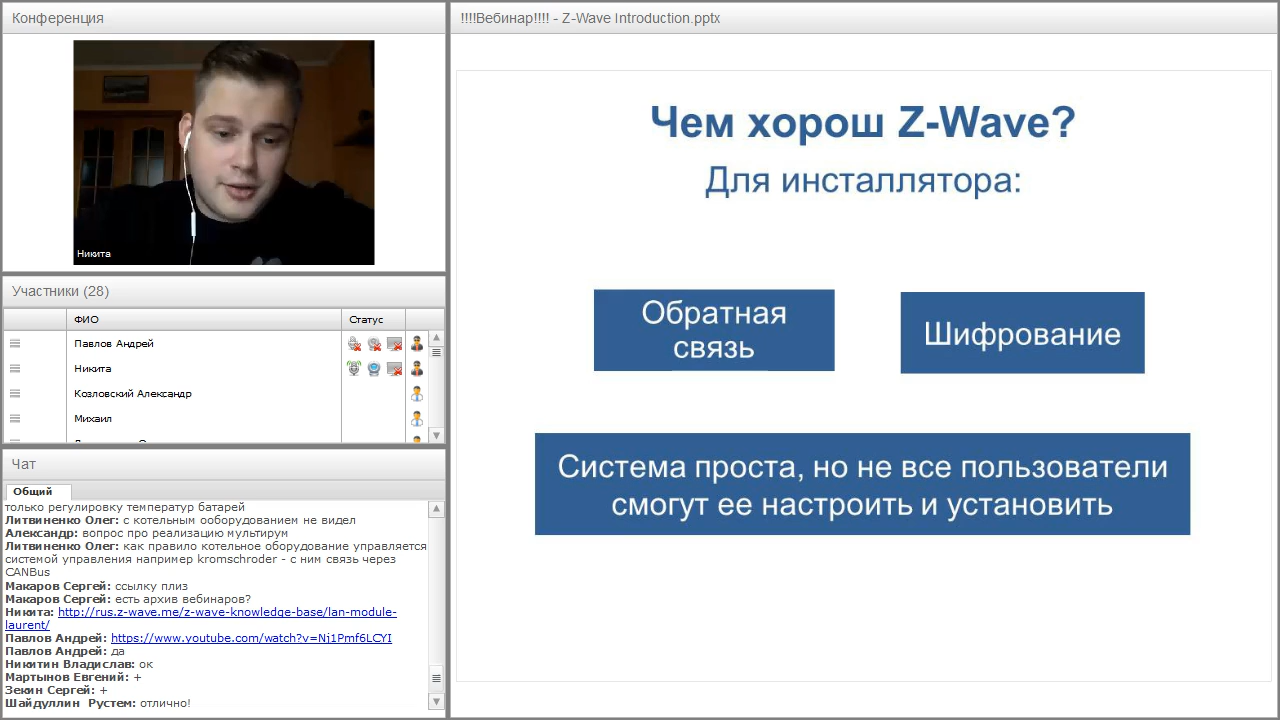 Конференция
Никита
Участники (28)
ФИО
Статус
Павлов Андрей
Никита
Козловский Александр
Михаил
Чат
Общий
только регулировку температур батарей
Литвиненко Олег: с котельным ооборудованием не видел
Александр: вопрос про реализацию мультирум
Литвиненко Олег: как правило котельное оборудование управляется
системой управления например kromschroder - с ним связь через
CANBus
Макаров Сергей: ссылку плиз
Макаров Сергей: есть архив вебинаров?
Никита: http://rus.z-wave.me/z-wave-knowledge-base/lan-module-
laurent/
Павлов Андрей: https://www.youtube.com/watch?v=Nj1Pmf6LCYI
Павлов Андрей: да
Никитин Владислав: ок
Мартынов Евгений: +
Зекин Сергей: +
Шайдуллин Рустем: отлично!
!!!!Вебинар!!!! - Z-Wave Introduction.pptx
Чем хорош Z-Wave?
Для инсталлятора:
Обратная
связь
Шифрование
Система проста, но не все пользователи
смогут ее настроить и установить